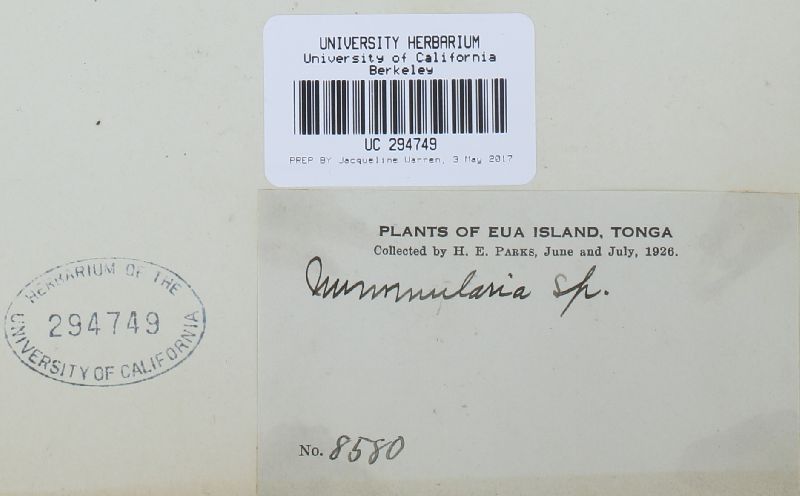 UNIVERSITY HERBARIUM
University of California
Berkeley
UC 294749
PREP BY Jacqueline Warren, 3 May 2017
PLANTS OF EUA ISLAND, TONGA
Collected by H. E. PARKS, June and July, 1926.
Nummularia sp.
HERBARIUM OF THE
294749
UNIVERSITY OF CALIFORNIA
No. 8580